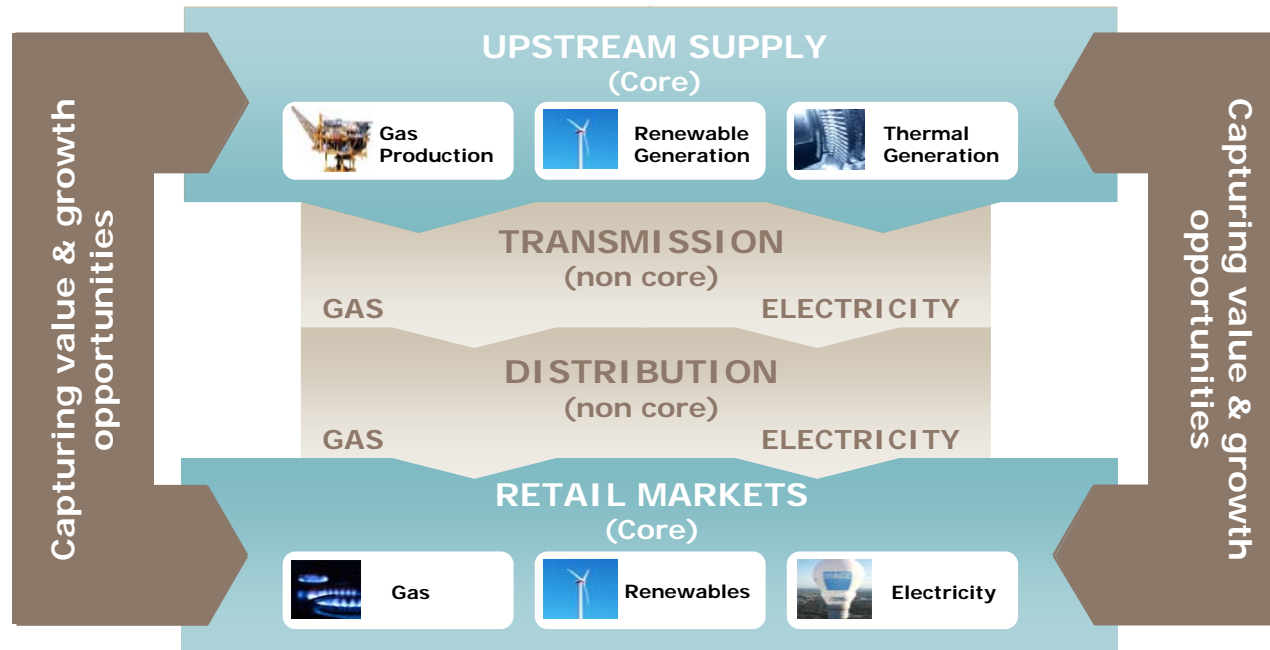 Capturing value & growth
opportunities
UPSTREAM SUPPLY
(Core)
Gas
Production
Renewable
Generation
Thermal
Generation
TRANSMISSION
(non core)
GAS
ELECTRICITY
DISTRIBUTION
(non core)
GAS
ELECTRICITY
RETAIL MARKETS
(Core)
Gas
Renewables
Electricity
Capturing value & growth
opportunities